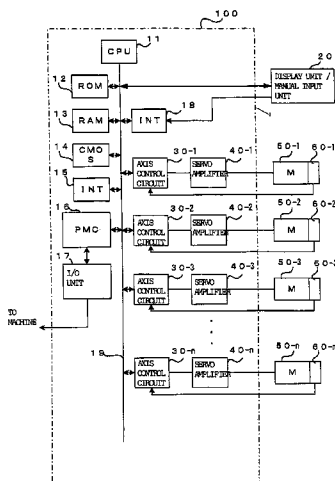 100
11
CPU
12
ROM
20
DISPLAY UNIT/
MANUAL INPUT
UNIT
13
RAM
18
INT
14
CMO
S
15
INT
30-1
AXIS
CONTROL
CIRCUIT
40-1
SERVO
AMPLIFIER
50-1
60-1
M
16
PMC
30-2
AXIS
CONTROL
CIRCUIT
40-2
SERVO
AMPLIFIER
50-2
60-2
M
17
I/O
UNIT
30-3
AXIS
CONTROL
CIRCUIT
40-3
SERVO
AMPLIFIER
50-3
60-3
M
TO
MACHINE
19
30-n
AXIS
CONTROL
CIRCUIT
40-n
SERVO
AMPLIFIER
50-n
60-n
M